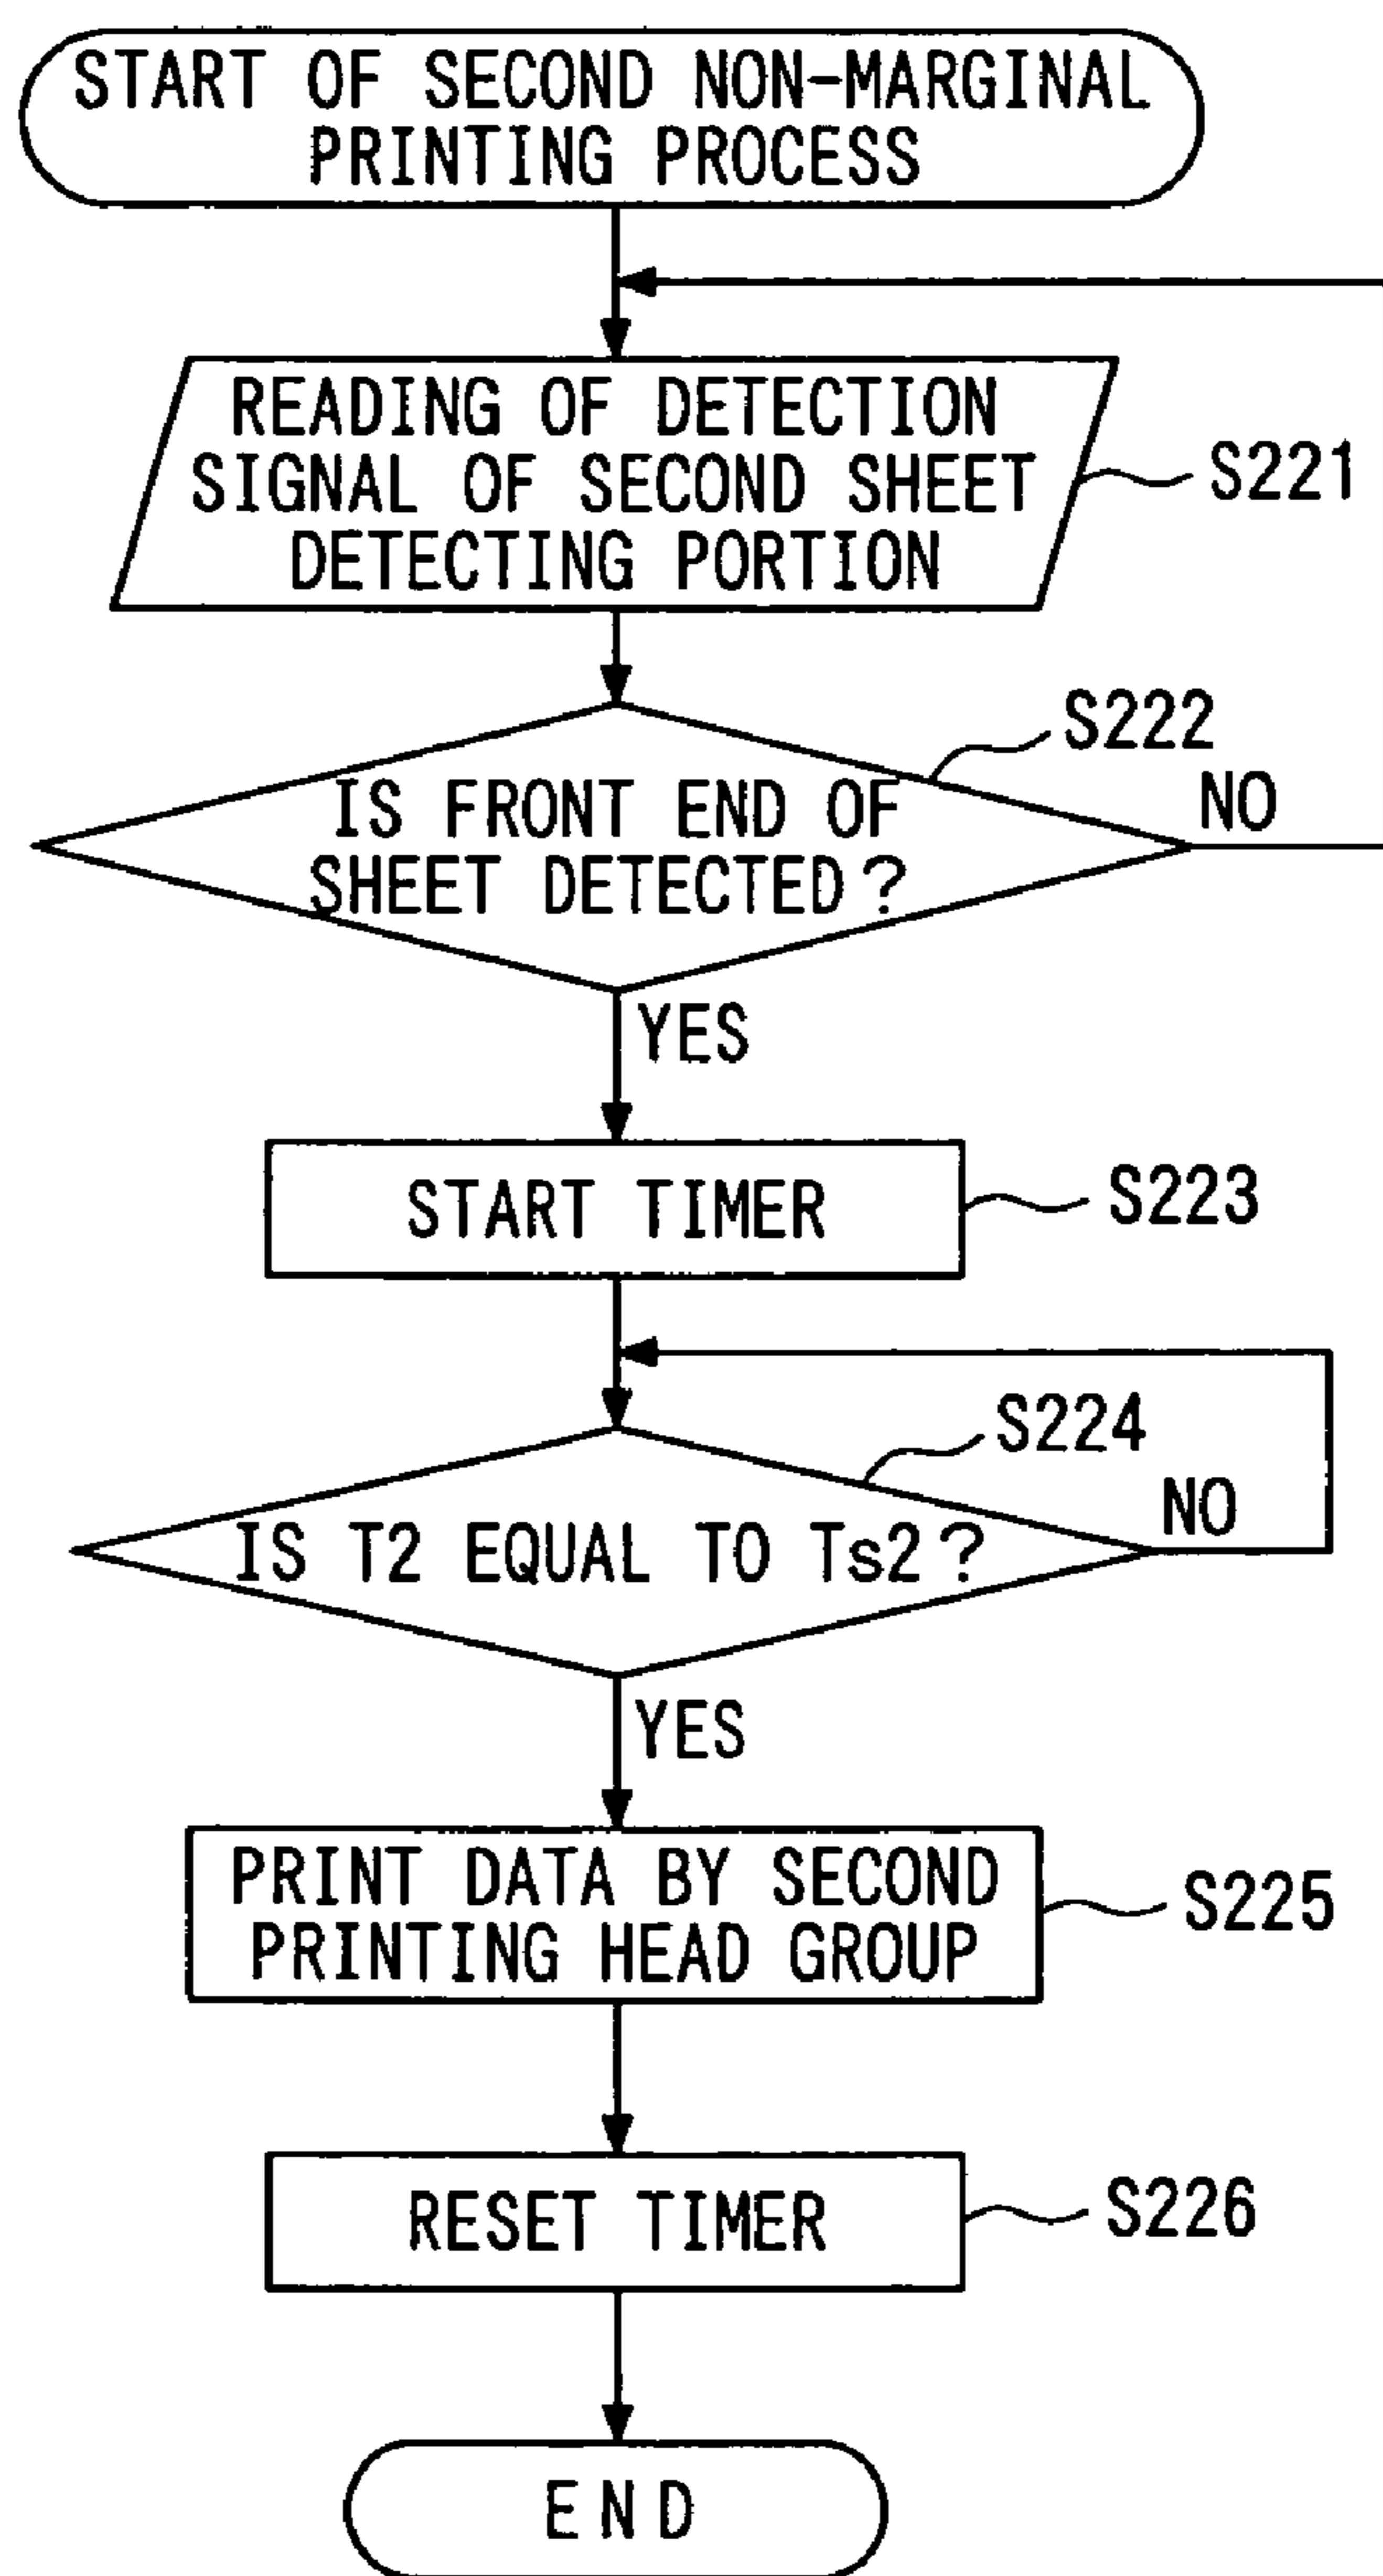 START OF SECOND NON-MARGINAL
PRINTING PROCESS
READING OF DETECTION
SIGNAL OF SECOND SHEET
DETECTING PORTION
S221
S222
IS FRONT END OF
SHEET DETECTED?
NO
YES
START TIMER
S223
S224
IS T2 EQUAL TO Ts2?
NO
YES
PRINT DATA BY SECOND
PRINTING HEAD GROUP
S225
RESET TIMER
S226
END